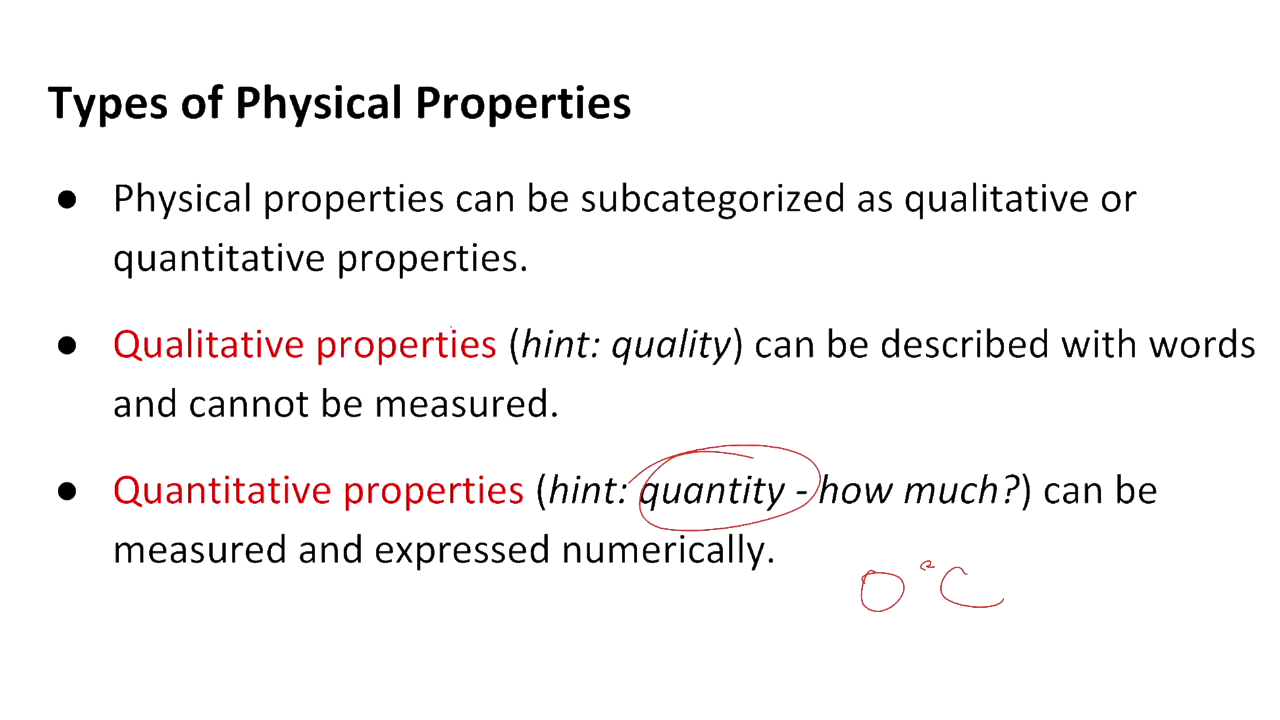 Types of Physical Properties
● Physical properties can be subcategorized as qualitative or
quantitative properties.
● Qualitative properties (hint: quality) can be described with words
and cannot be measured.
● Quantitative properties (hint: quantity - how much?) can be
measured and expressed numerically.
0°C